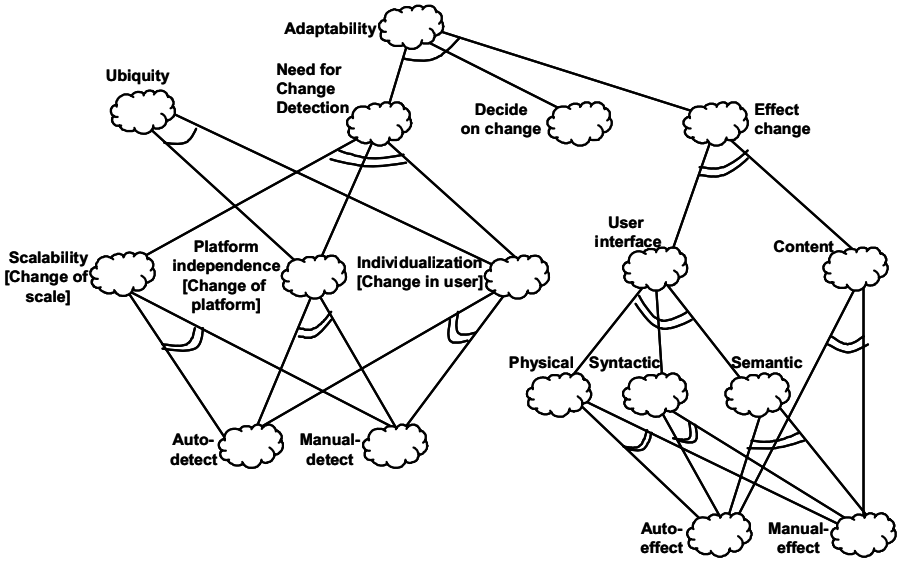 Adaptability
Ubiquity
Need for
Change
Detection
Decide
on change
Effect
change
Scalability
[Change of
scale]
Platform
independence
[Change of
platform]
Individualization
[Change in user]
User
interface
Content
Physical
Syntactic
Semantic
Auto-
detect
Manual-
detect
Auto-
effect
Manual-
effect